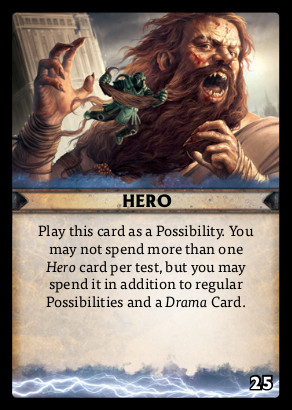 HERO
Play this card as a Possibility. You
may not spend more than one
Hero card per test, but you may
spend it in addition to regular
Possibilities and a Drama Card.
25